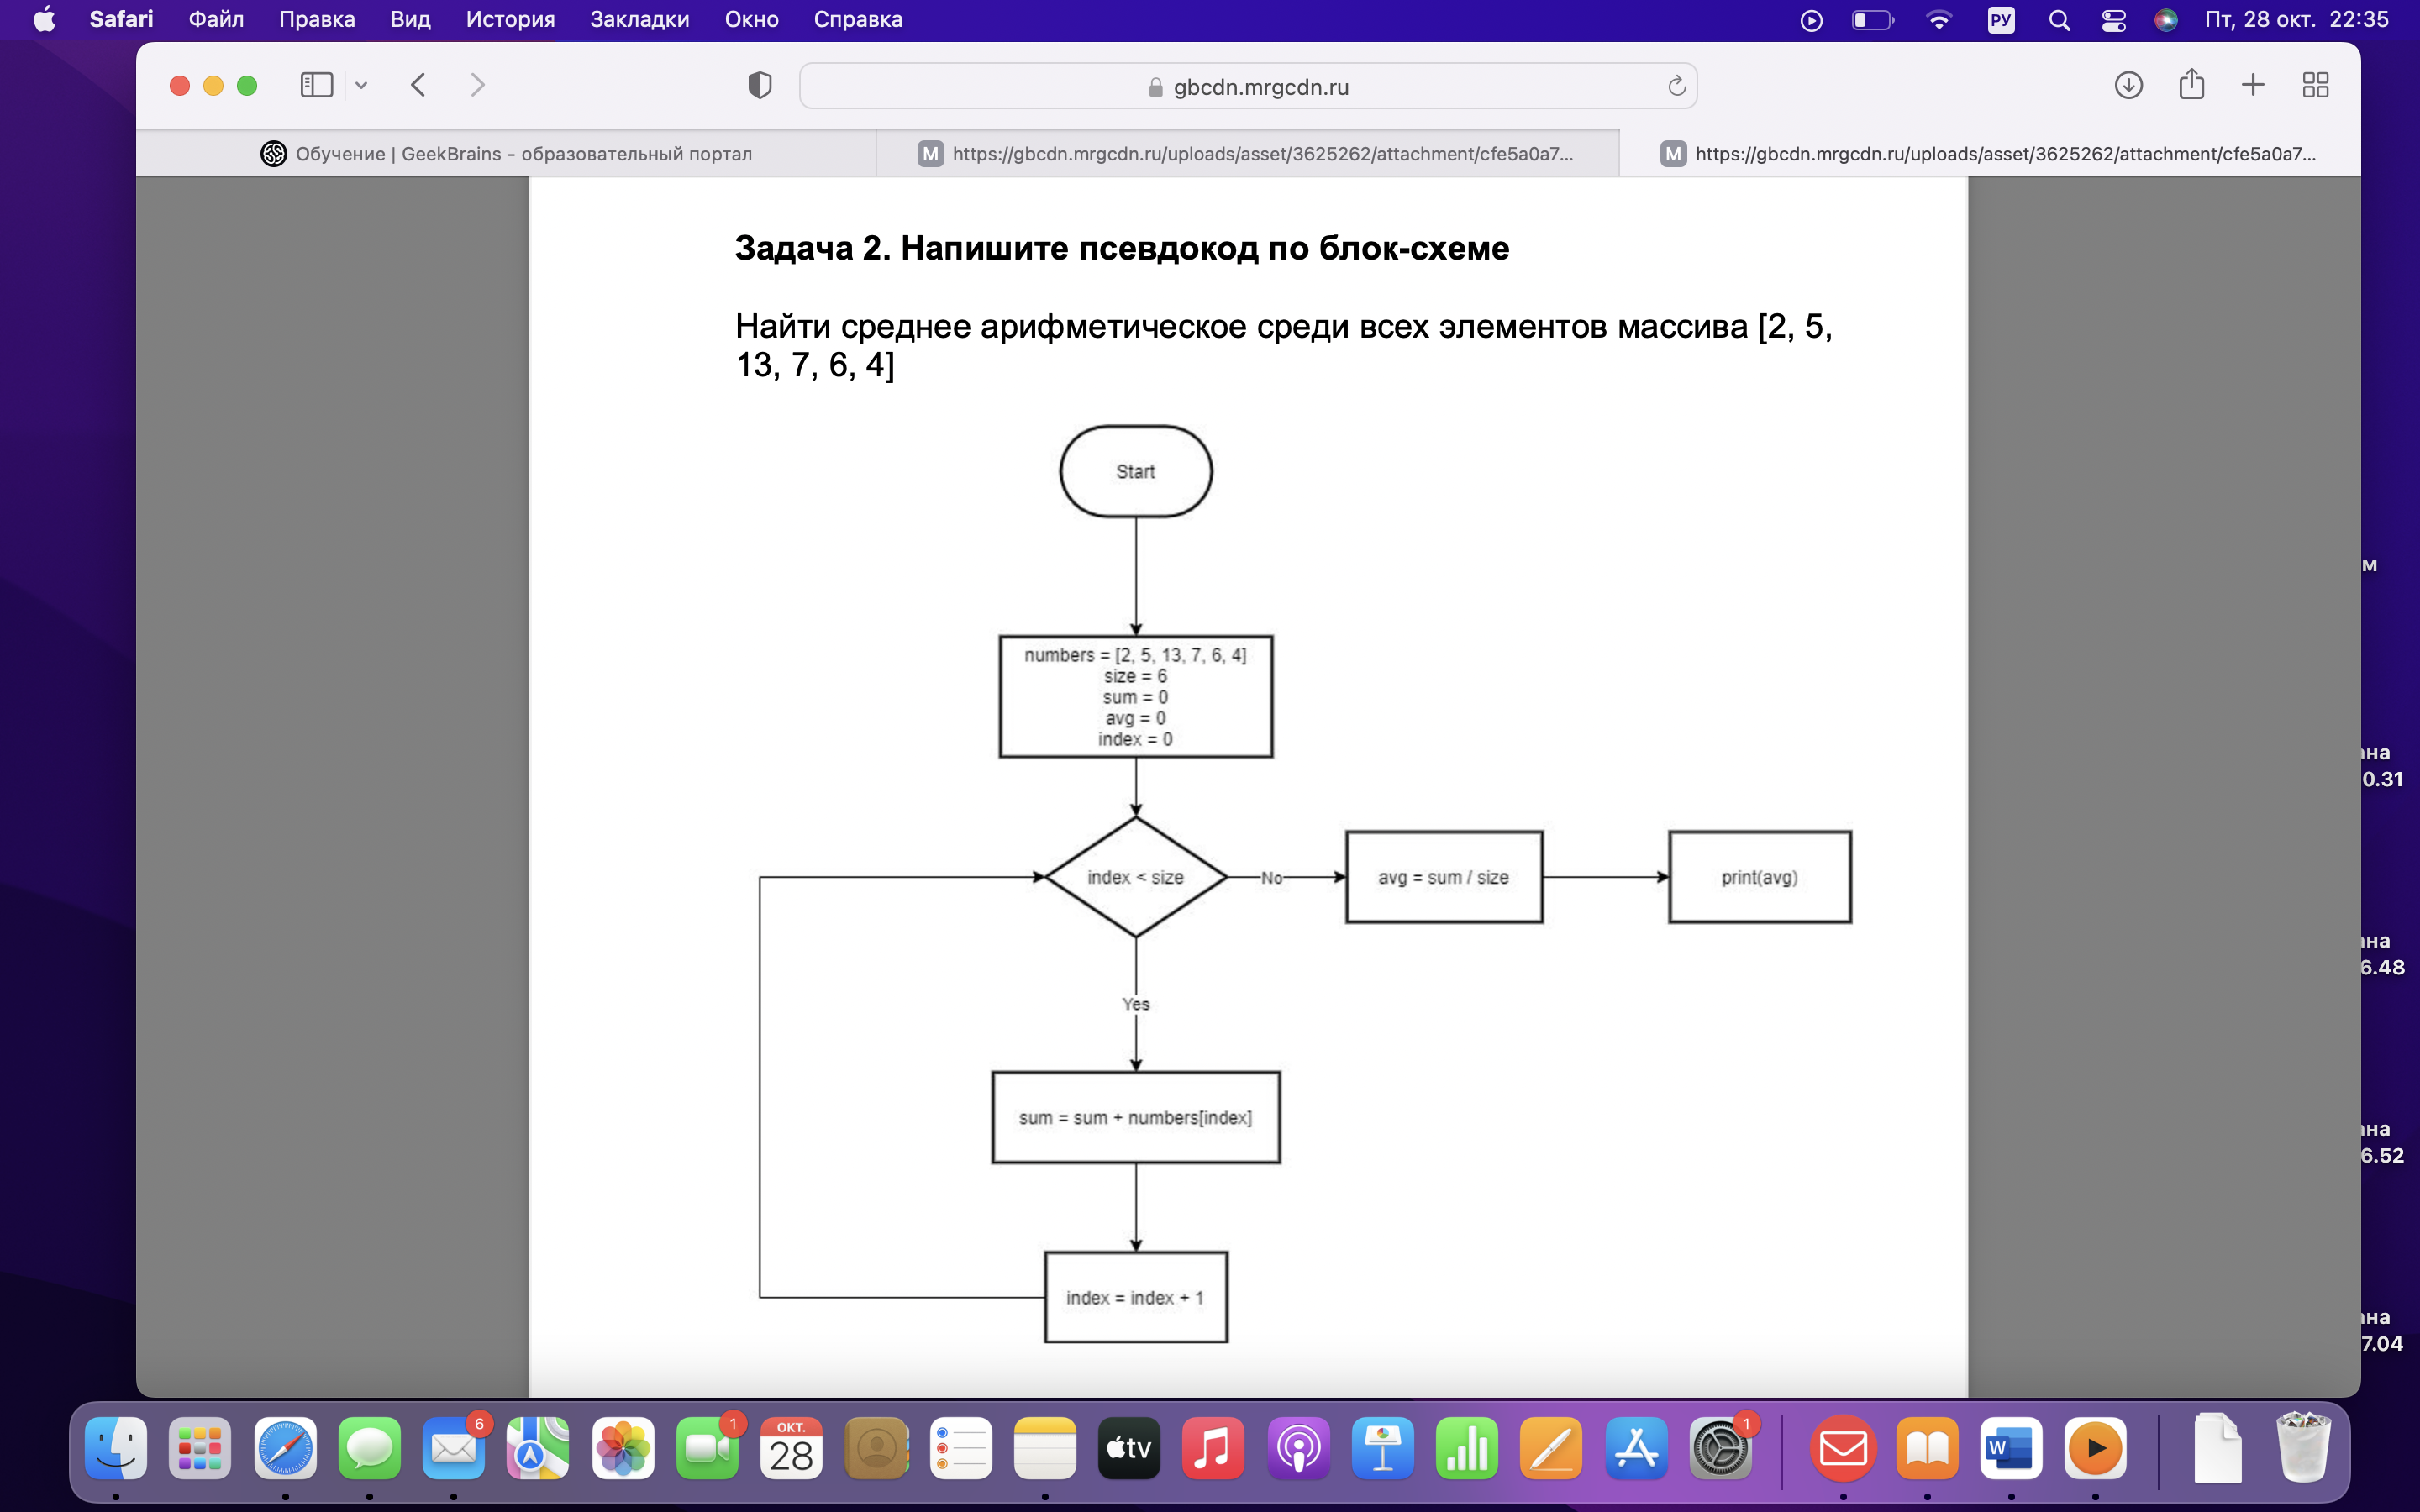 Safari Файл Правка Вид История Закладки Окно Справка РУ Пт, 28 окт. 22:35
gbcdn.mrgcdn.ru
Обучение | GeekBrains - образовательный портал
M https://gbcdn.mrgcdn.ru/uploads/asset/3625262/attachment/cfe5a0a7...
M https://gbcdn.mrgcdn.ru/uploads/asset/3625262/attachment/cfe5a0a7...
Задача 2. Напишите псевдокод по блок-схеме
Найти среднее арифметическое среди всех элементов массива [2, 5,
13, 7, 6, 4]
Start
numbers = [2, 5, 13, 7, 6, 4]
size = 6
sum = 0
avg = 0
index = 0
index < size
No
avg = sum / size
print(avg)
Yes
sum = sum + numbers[index]
index = index + 1
м
на
0.31
на
6.48
на
6.52
на
7.04
6
1
ОКТ.
28
tv
1
W